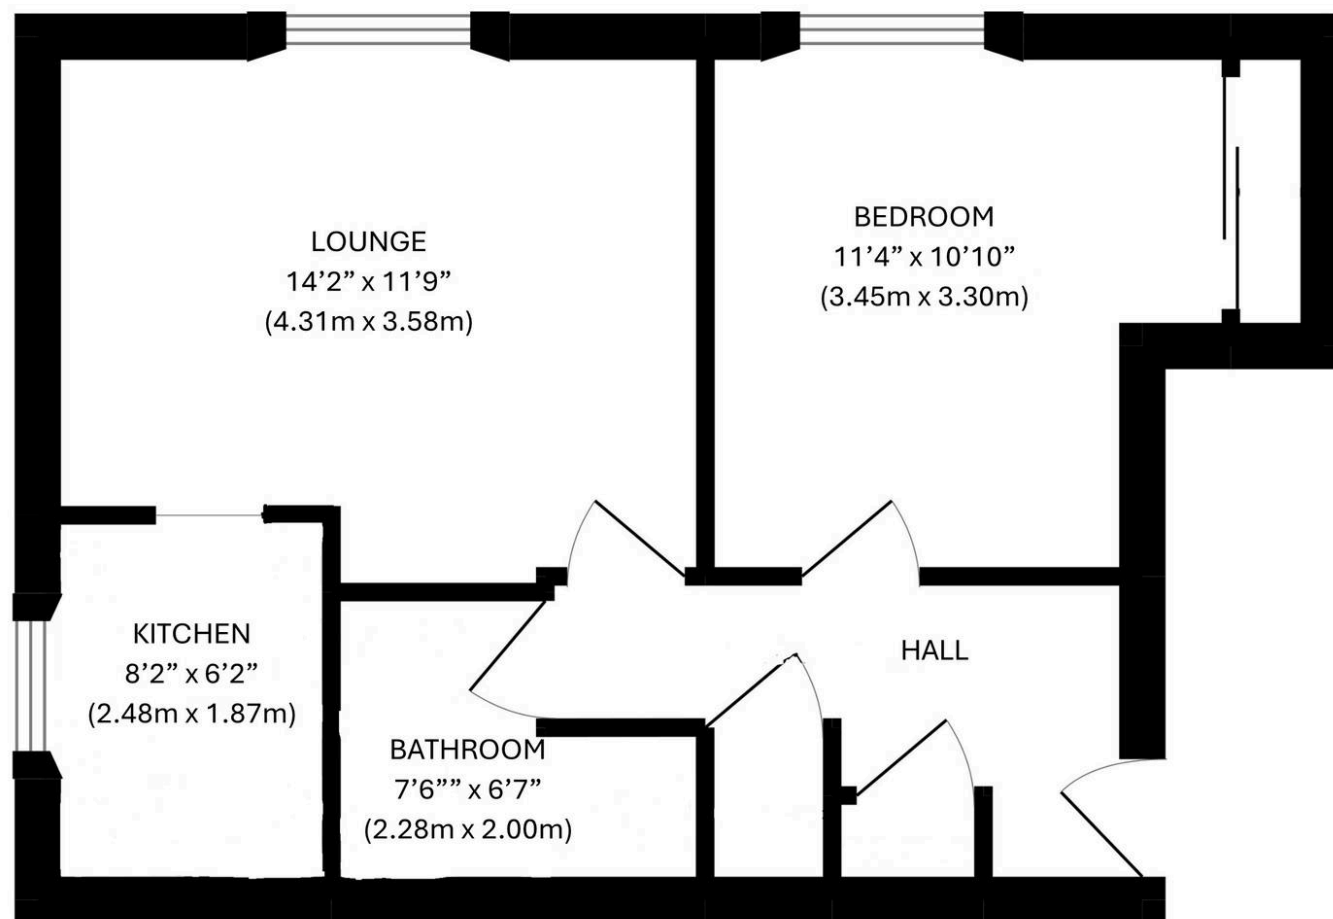 LOUNGE
14’2” x 11’9”
(4.31m x 3.58m)
BEDROOM
11’4” x 10’10”
(3.45m x 3.30m)
KITCHEN
8’2” x 6’2”
(2.48m x 1.87m)
HALL
BATHROOM
7’6”” x 6’7”
(2.28m x 2.00m)